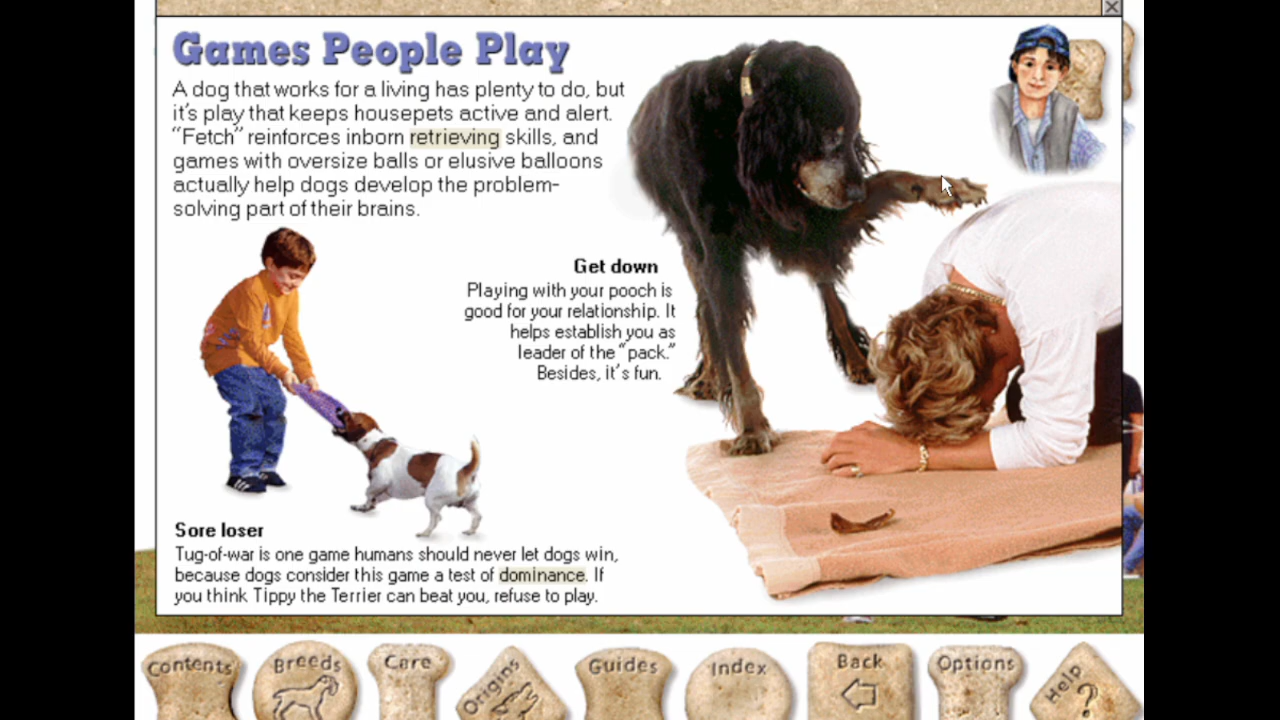 Games People Play
A dog that works for a living has plenty to do, but
it's play that keeps housepets active and alert.
“Fetch” reinforces inborn retrieving skills, and
games with oversize balls or elusive balloons
actually help dogs develop the problem-
solving part of their brains.
Get down
Playing with your pooch is
good for your relationship. It
helps establish you as
leader of the “pack.”
Besides, it's fun.
Sore loser
Tug-of-war is one game humans should never let dogs win,
because dogs consider this game a test of dominance. If
you think Tippy the Terrier can beat you, refuse to play.
Contents
Breeds
Care
Origins
Guides
Index
Back
Options
Help
?